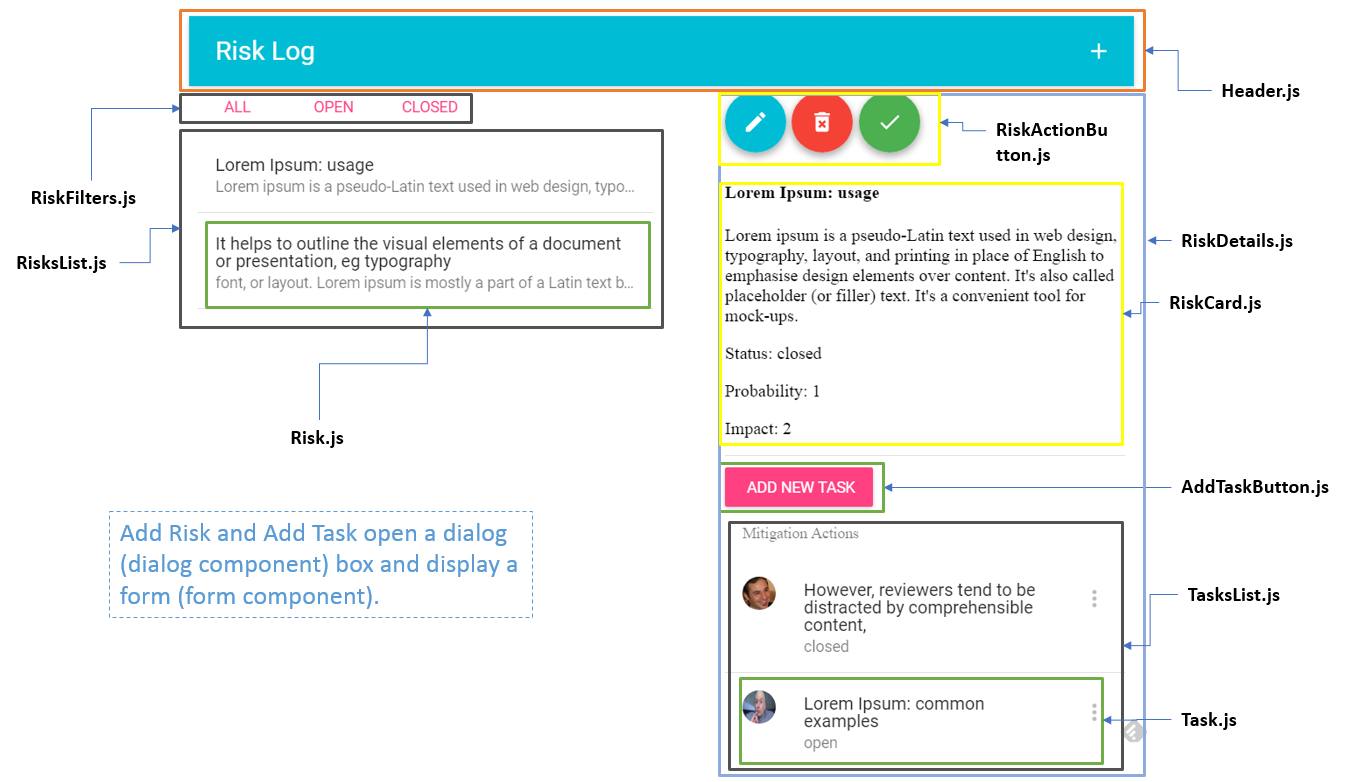 Risk Log
+
Header.js
ALL OPEN CLOSED
RiskFilters.js
RiskActionBu
tton.js
Lorem Ipsum: usage
Lorem ipsum is a pseudo-Latin text used in web design, typo...
RisksList.js
It helps to outline the visual elements of a document
or presentation, eg typography
font, or layout. Lorem ipsum is mostly a part of a Latin text b...
Risk.js
Lorem Ipsum: usage
Lorem ipsum is a pseudo-Latin text used in web design,
typography, layout, and printing in place of English to
emphasise design elements over content. It's also called
placeholder (or filler) text. It's a convenient tool for
mock-ups.
Status: closed
Probability: 1
Impact: 2
RiskDetails.js
RiskCard.js
ADD NEW TASK
AddTaskButton.js
Add Risk and Add Task open a dialog
(dialog component) box and display a
form (form component).
Mitigation Actions
However, reviewers tend to be
distracted by comprehensible
content,
closed
TasksList.js
Lorem Ipsum: common
examples
open
Task.js